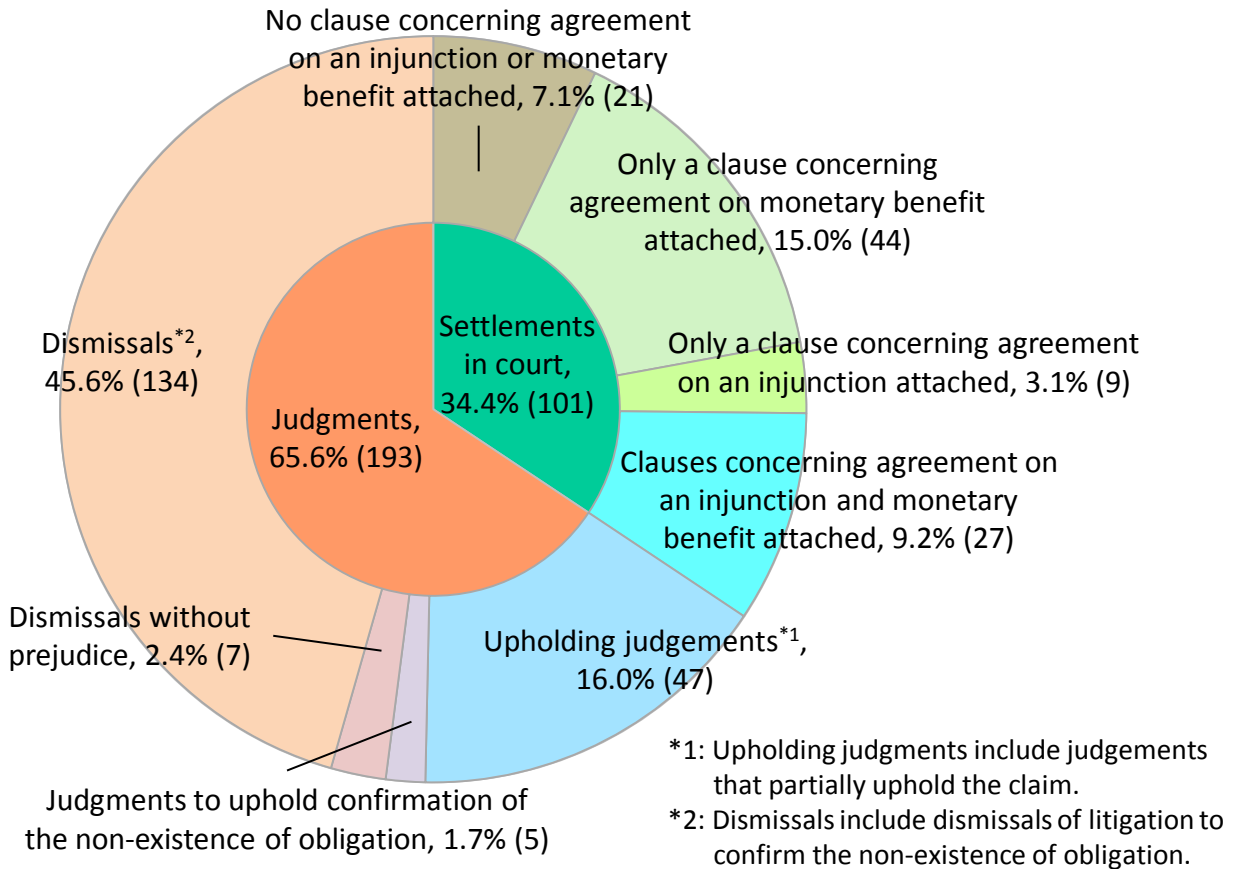 No clause concerning agreement
on an injunction or monetary
benefit attached, 7.1% (21)
Only a clause concerning
agreement on monetary benefit
attached, 15.0% (44)
Only a clause concerning agreement
on an injunction attached, 3.1% (9)
Clauses concerning agreement on
an injunction and monetary
benefit attached, 9.2% (27)
Settlements
in court,
34.4% (101)
Judgments,
65.6% (193)
Dismissals*2,
45.6% (134)
Dismissals without
prejudice, 2.4% (7)
Judgments to uphold confirmation of
the non-existence of obligation, 1.7% (5)
Upholding judgements*1,
16.0% (47)
*1: Upholding judgments include judgements
that partially uphold the claim.
*2: Dismissals include dismissals of litigation to
confirm the non-existence of obligation.